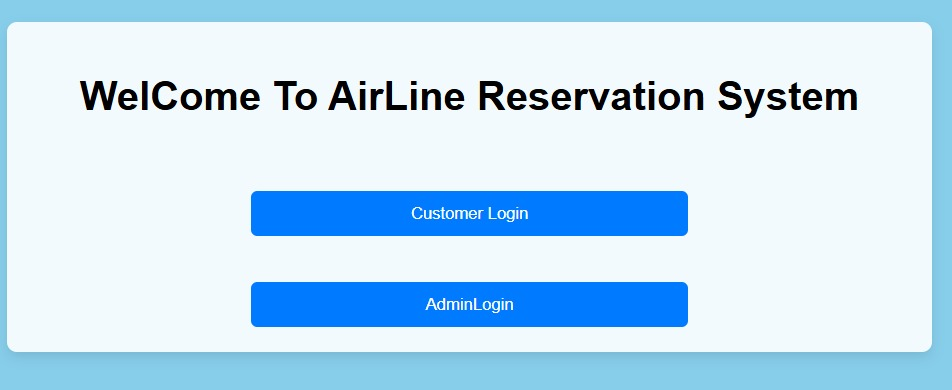 WelCome To AirLine Reservation System
Customer Login
AdminLogin